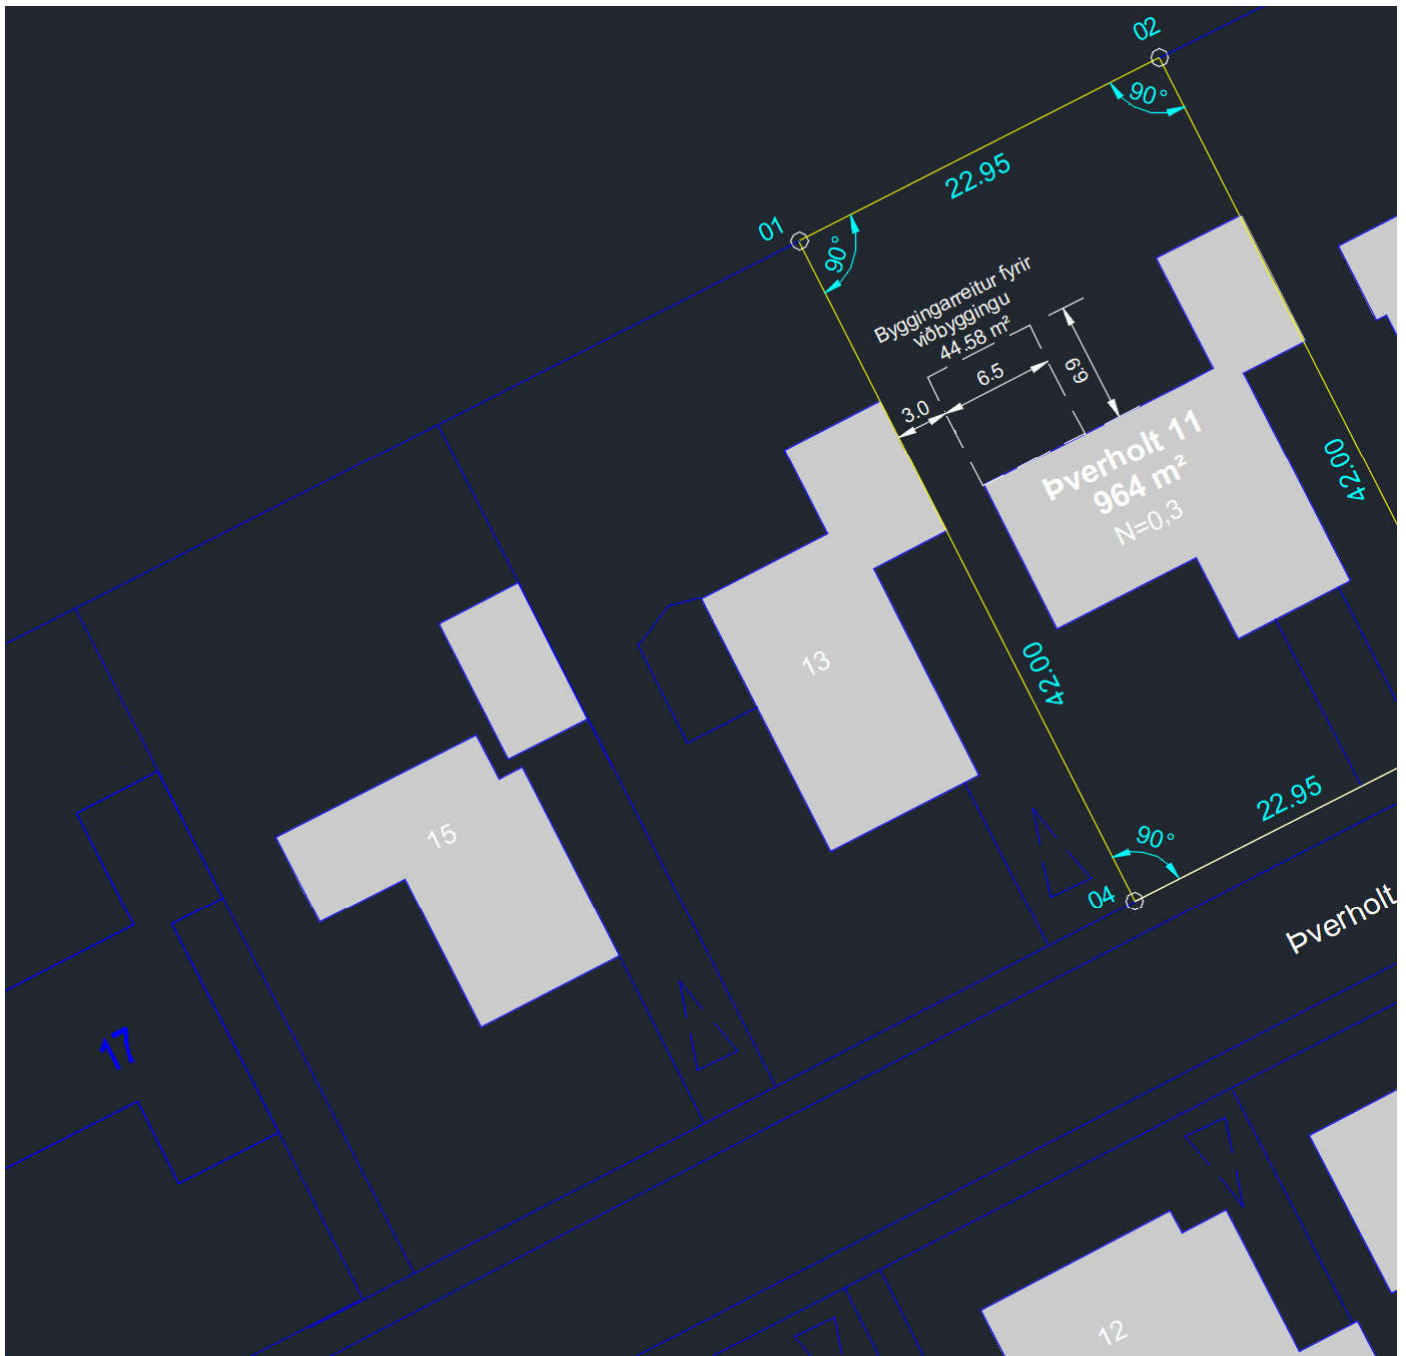 02
90°
22.95
01
90°
Byggingarreitur fyrir
viðbyggingu
44.58 m²
6.5
6.9
3.0
Þverholt 11
964 m²
N=0,3
42.00
42.00
13
15
22.95
90°
04
Þverholt
17
12